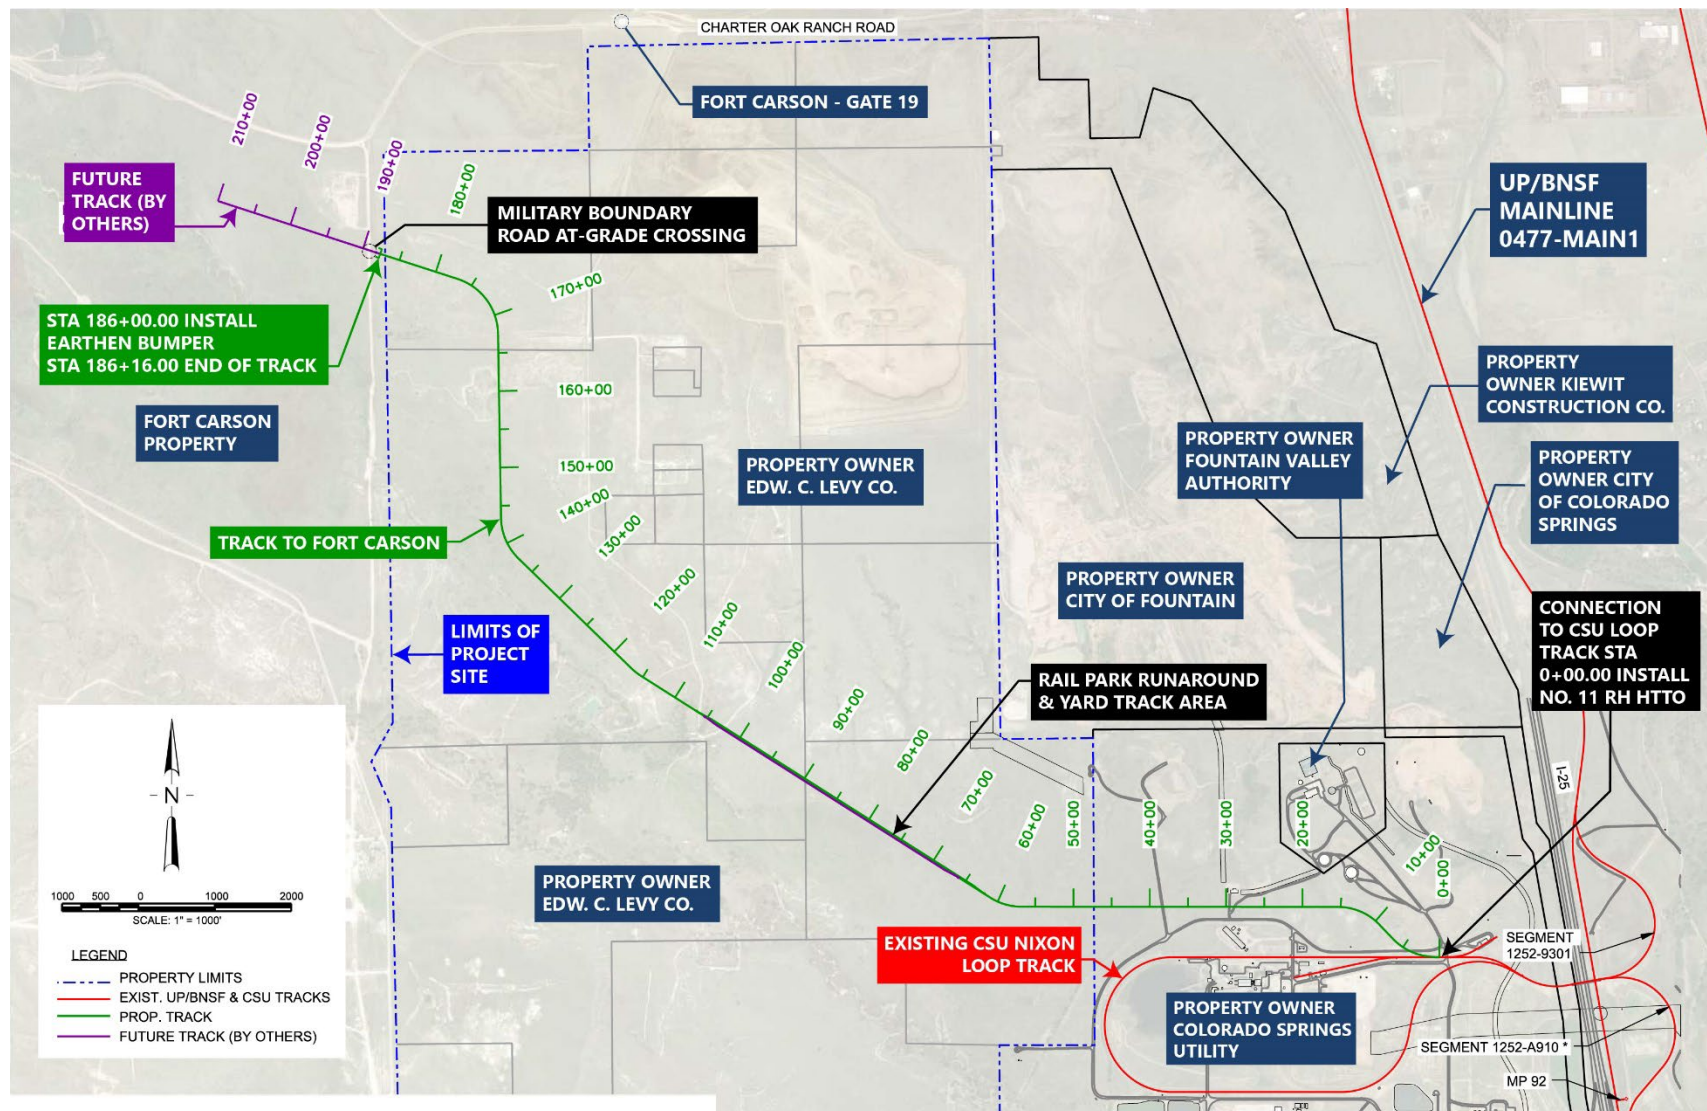 CHARTER OAK RANCH ROAD
FORT CARSON - GATE 19
210+00
200+00
190+00
180+00
FUTURE
TRACK (BY
OTHERS)
MILITARY BOUNDARY
ROAD AT-GRADE CROSSING
UP/BNSF
MAINLINE
0477-MAIN1
170+00
STA 186+00.00 INSTALL
EARTHEN BUMPER
STA 186+16.00 END OF TRACK
160+00
PROPERTY
OWNER KIEWIT
CONSTRUCTION CO.
FORT CARSON
PROPERTY
150+00
PROPERTY OWNER
EDW. C. LEVY CO.
PROPERTY OWNER
FOUNTAIN VALLEY
AUTHORITY
PROPERTY
OWNER CITY
OF COLORADO
SPRINGS
140+00
130+00
TRACK TO FORT CARSON
120+00
PROPERTY OWNER
CITY OF FOUNTAIN
110+00
LIMITS OF
PROJECT
SITE
CONNECTION
TO CSU LOOP
TRACK STA
0+00.00 INSTALL
NO. 11 RH HTTO
100+00
RAIL PARK RUNAROUND
& YARD TRACK AREA
90+00
80+00
70+00
60+00
50+00
40+00
30+00
20+00
10+00
0+00
I-25
N
1000 500 0 1000 2000
SCALE: 1" = 1000'
PROPERTY OWNER
EDW. C. LEVY CO.
EXISTING CSU NIXON
LOOP TRACK
SEGMENT
1252-9301
LEGEND
PROPERTY LIMITS
EXIST. UP/BNSF & CSU TRACKS
PROP. TRACK
FUTURE TRACK (BY OTHERS)
PROPERTY OWNER
COLORADO SPRINGS
UTILITY
SEGMENT 1252-A910 *
MP 92